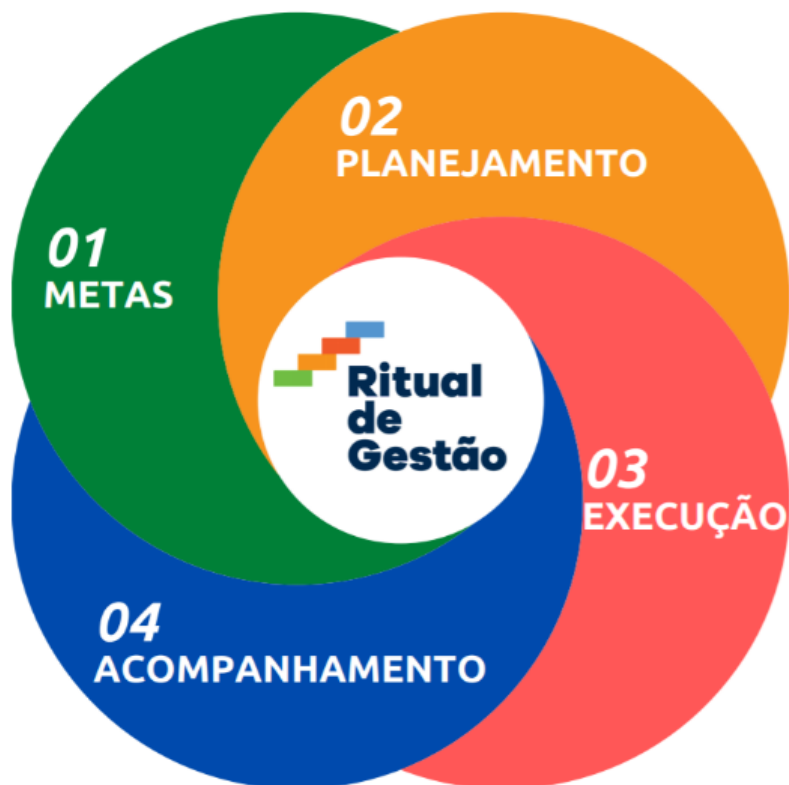 01
METAS
02
PLANEJAMENTO
03
EXECUÇÃO
04
ACOMPANHAMENTO
Ritual
de
Gestão